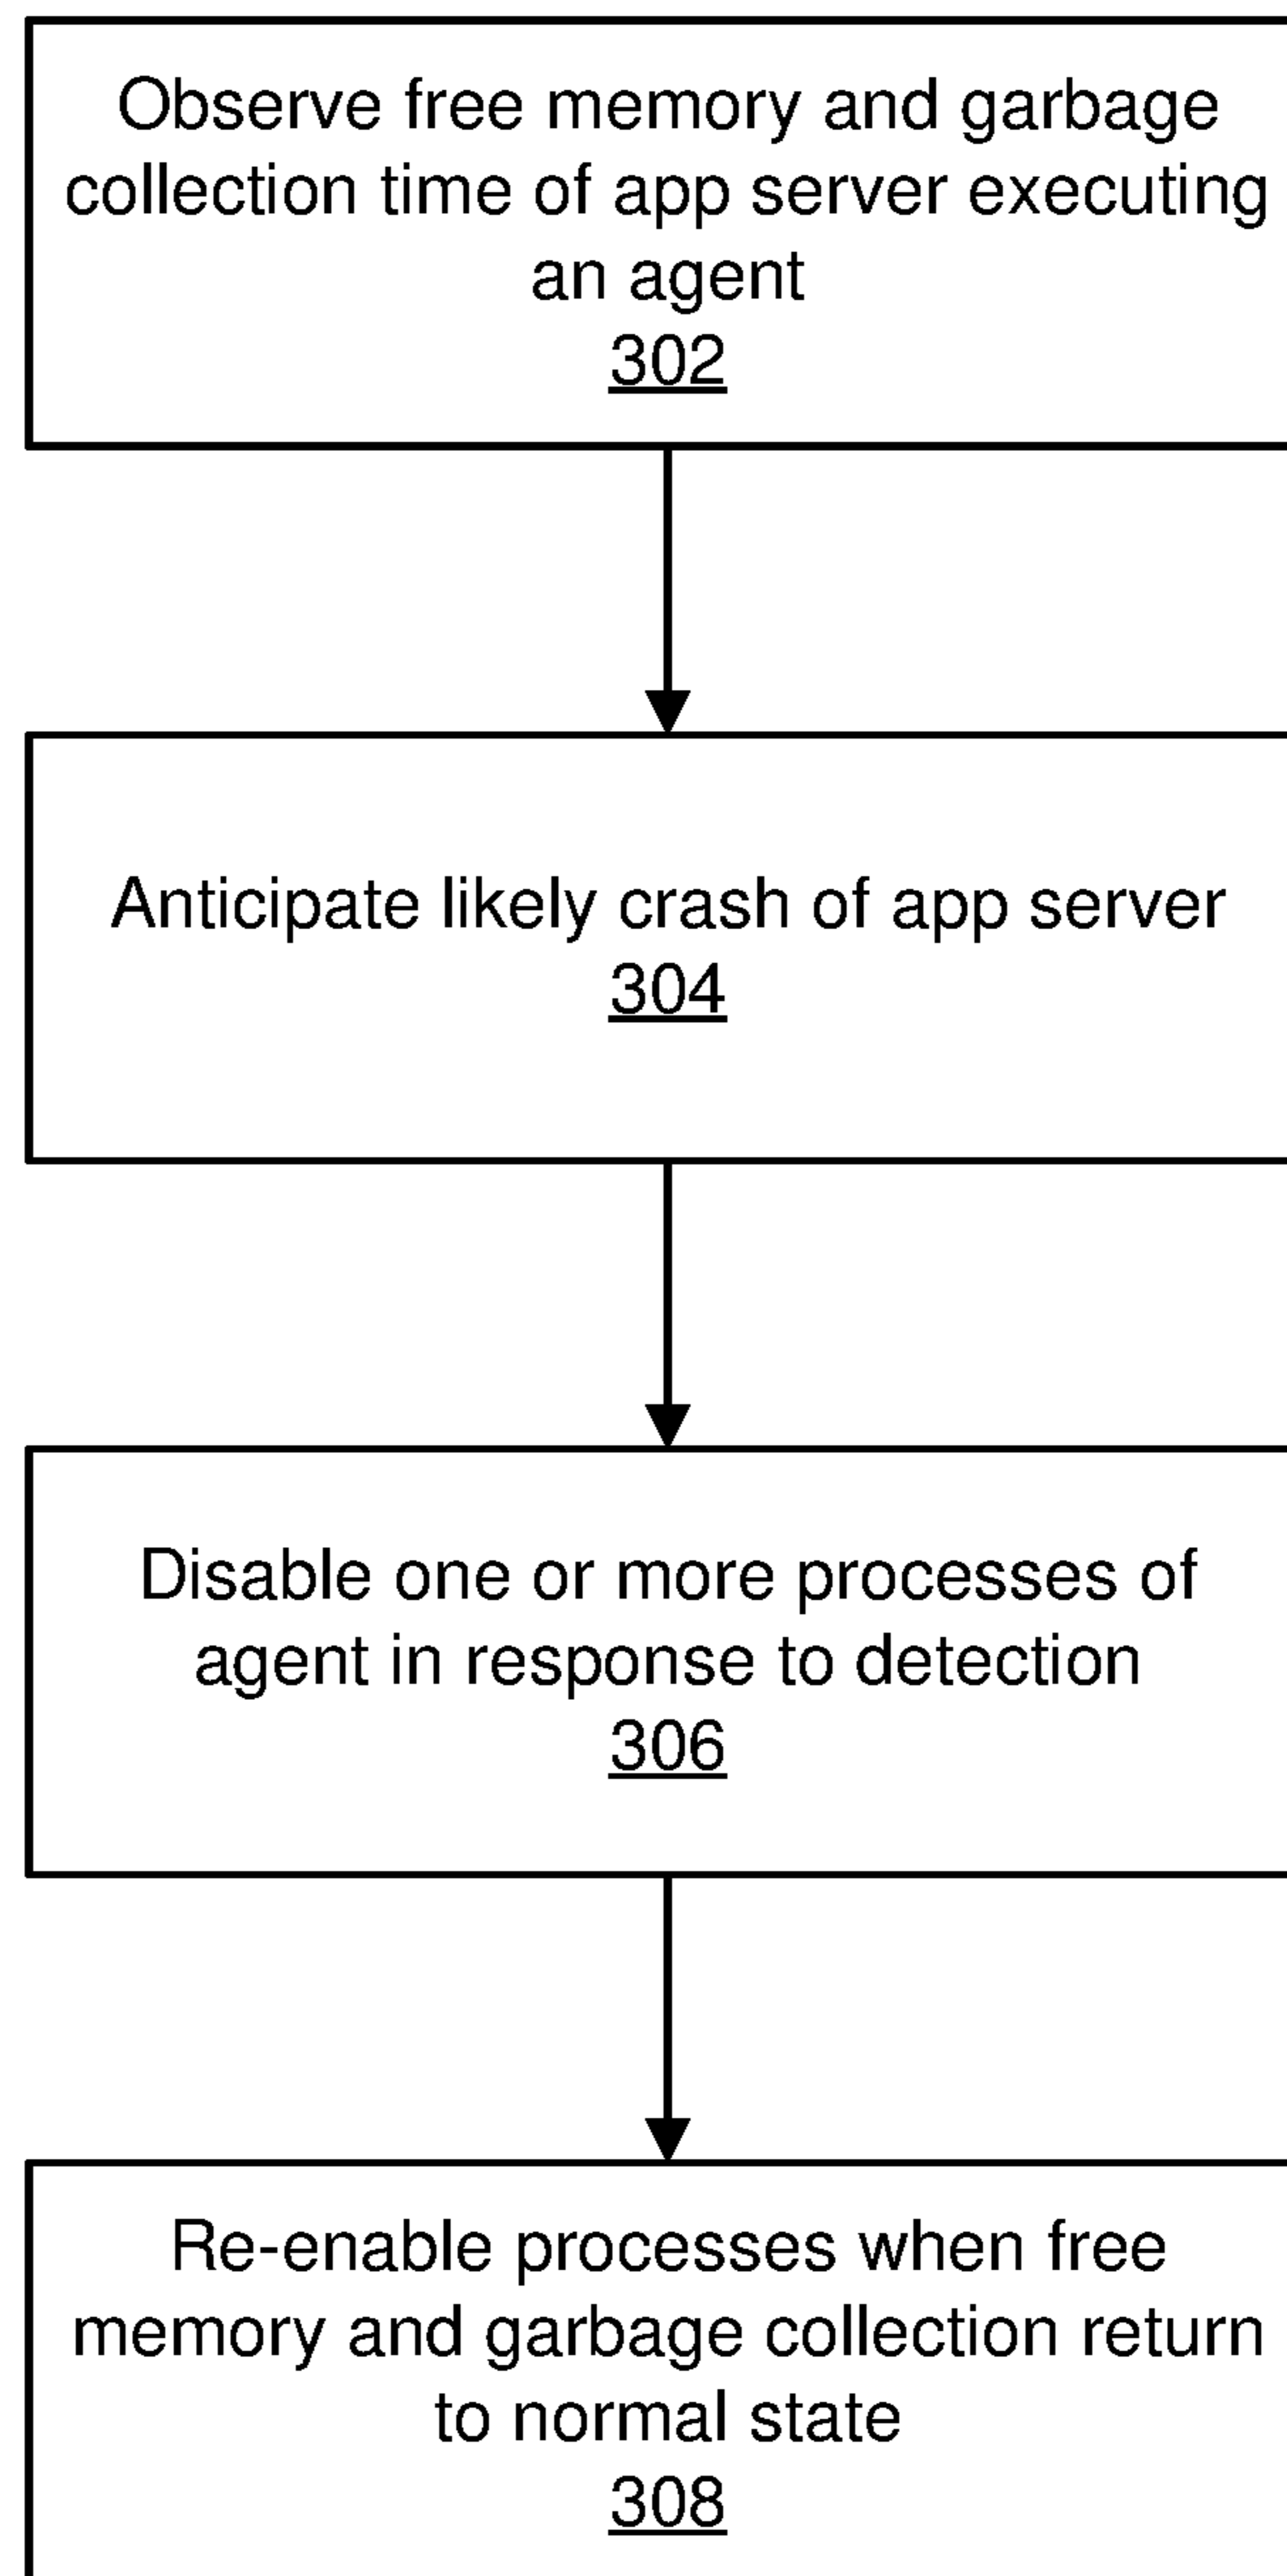 Observe free memory and garbage
collection time of app server executing
an agent
302
Anticipate likely crash of app server
304
Disable one or more processes of
agent in response to detection
306
Re-enable processes when free
memory and garbage collection return
to normal state
308